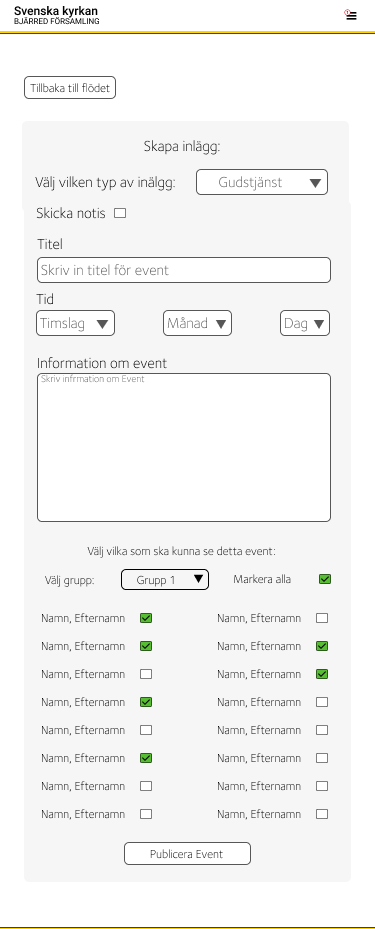 Svenska kyrkan
BJÄRRED FÖRSAMLING
Tillbaka till flödet
Skapa inlägg:
Välj vilken typ av inälgg: Gudstjänst
Skicka notis
Titel
Skriv in titel för event
Tid
Timslag Månad Dag
Information om event
Skriv infrmation om Event
Välj vilka som ska kunna se detta event:
Välj grupp: Grupp 1 Markera alla
Namn, Efternamn Namn, Efternamn
Namn, Efternamn Namn, Efternamn
Namn, Efternamn Namn, Efternamn
Namn, Efternamn Namn, Efternamn
Namn, Efternamn Namn, Efternamn
Namn, Efternamn Namn, Efternamn
Namn, Efternamn Namn, Efternamn
Namn, Efternamn Namn, Efternamn
Publicera Event